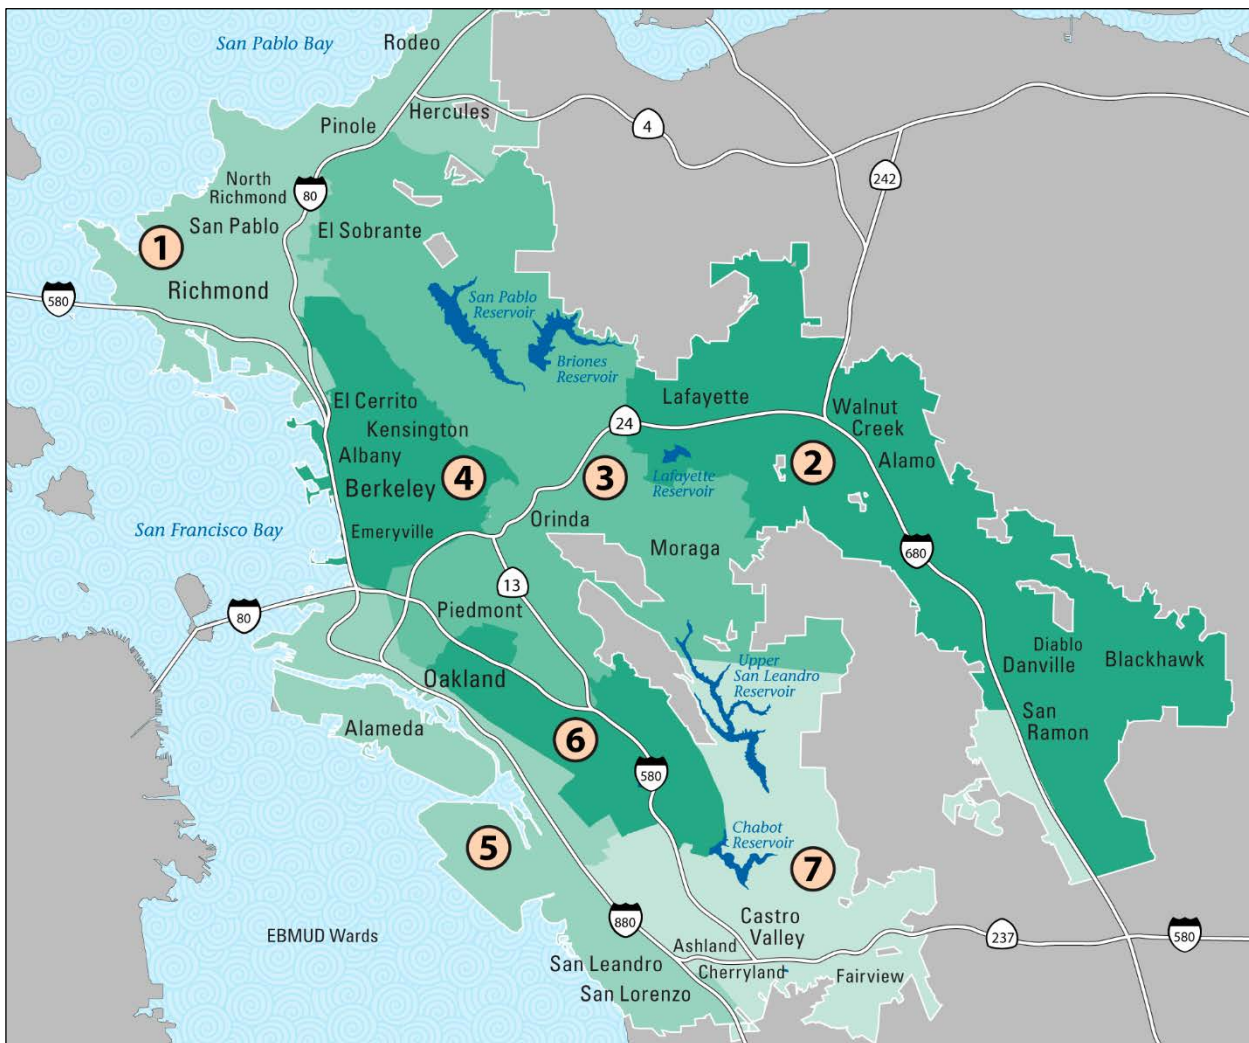 San Pablo Bay
Rodeo
Hercules
Pinole
4
North
Richmond
80
242
San Pablo
El Sobrante
1
Richmond
580
San Pablo
Reservoir
Briones
Reservoir
El Cerrito
Kensington
Albany
Berkeley
4
Lafayette
24
Walnut
Creek
Alamo
2
3
Lafayette
Reservoir
San Francisco Bay
Emeryville
Orinda
Moraga
680
13
80
Piedmont
Oakland
Upper
San Leandro
Reservoir
Diablo
Danville
Blackhawk
San
Ramon
Alameda
6
580
Chabot
Reservoir
5
7
EBMUD Wards
880
Castro
Valley
237
580
Ashland
San Leandro
Cherryland
Fairview
San Lorenzo